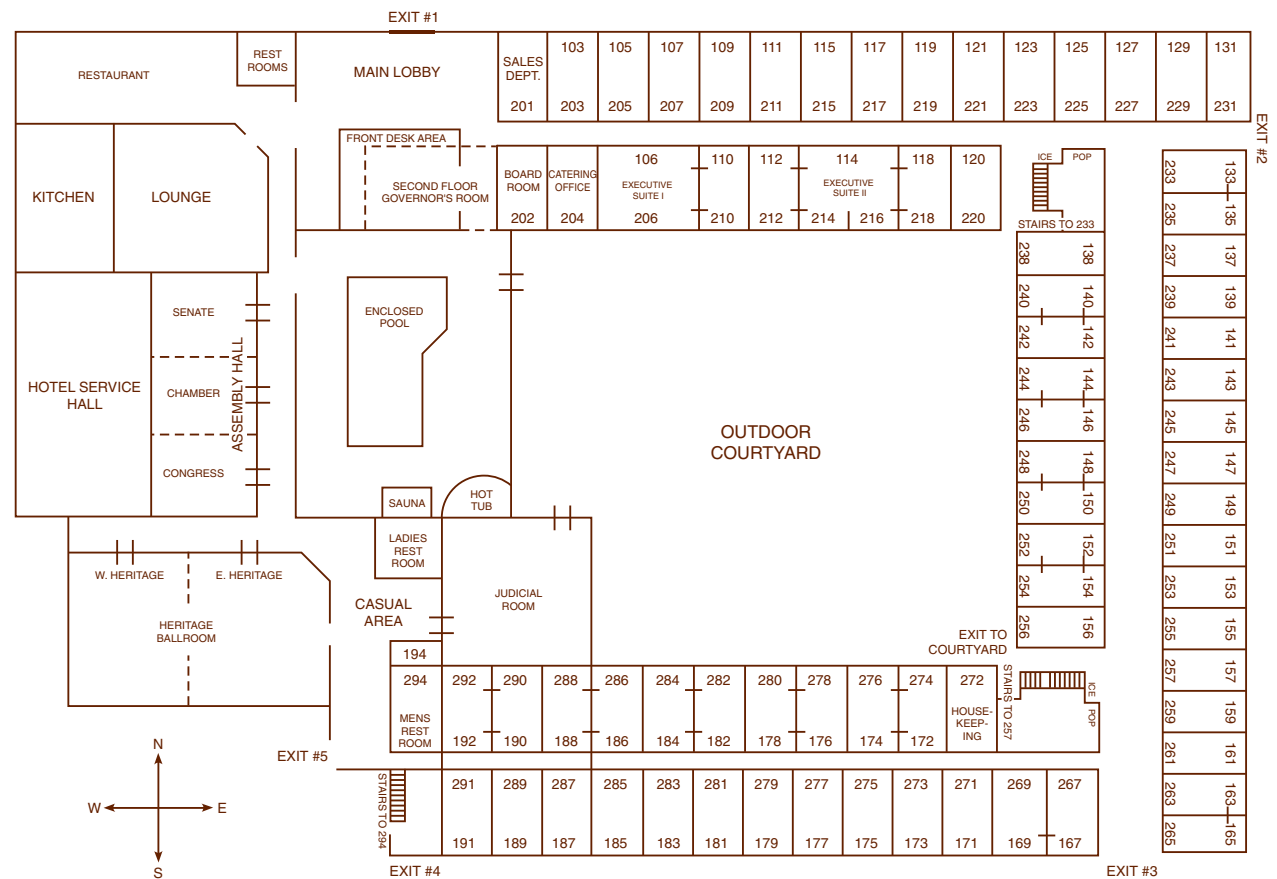 EXIT #1
RESTAURANT
REST
ROOMS
MAIN LOBBY
SALES
DEPT.
201
103
203
105
205
107
207
109
209
111
211
115
215
117
217
119
219
121
221
123
223
125
225
127
227
129
229
131
231
EXIT #2
KITCHEN
LOUNGE
FRONT DESK AREA
SECOND FLOOR
GOVERNOR'S ROOM
BOARD
ROOM
202
CATERING
OFFICE
204
106
EXECUTIVE
SUITE I
206
110
210
112
212
114
EXECUTIVE
SUITE II
214
216
118
218
120
220
ICE
POP
STAIRS TO 233
238
138
240
140
242
142
244
144
246
146
248
148
250
150
252
152
254
154
256
156
233
133
235
135
237
137
239
139
241
141
243
143
245
145
247
147
249
149
251
151
253
153
255
155
257
157
259
159
261
161
263
163
265
165
HOTEL SERVICE
HALL
SENATE
CHAMBER
CONGRESS
ASSEMBLY HALL
ENCLOSED
POOL
OUTDOOR
COURTYARD
SAUNA
HOT
TUB
LADIES
REST
ROOM
W. HERITAGE
E. HERITAGE
HERITAGE
BALLROOM
CASUAL
AREA
JUDICIAL
ROOM
EXIT TO
COURTYARD
194
294
MENS
REST
ROOM
292
192
290
190
288
188
286
186
284
184
282
182
280
178
278
176
276
174
274
172
272
HOUSE-
KEEP-
ING
STAIRS TO 257
ICE
POP
EXIT #5
N
W
E
S
STAIRS TO 294
291
191
289
189
287
187
285
185
283
183
281
181
279
179
277
177
275
175
273
173
271
171
269
169
267
167
EXIT #4
EXIT #3